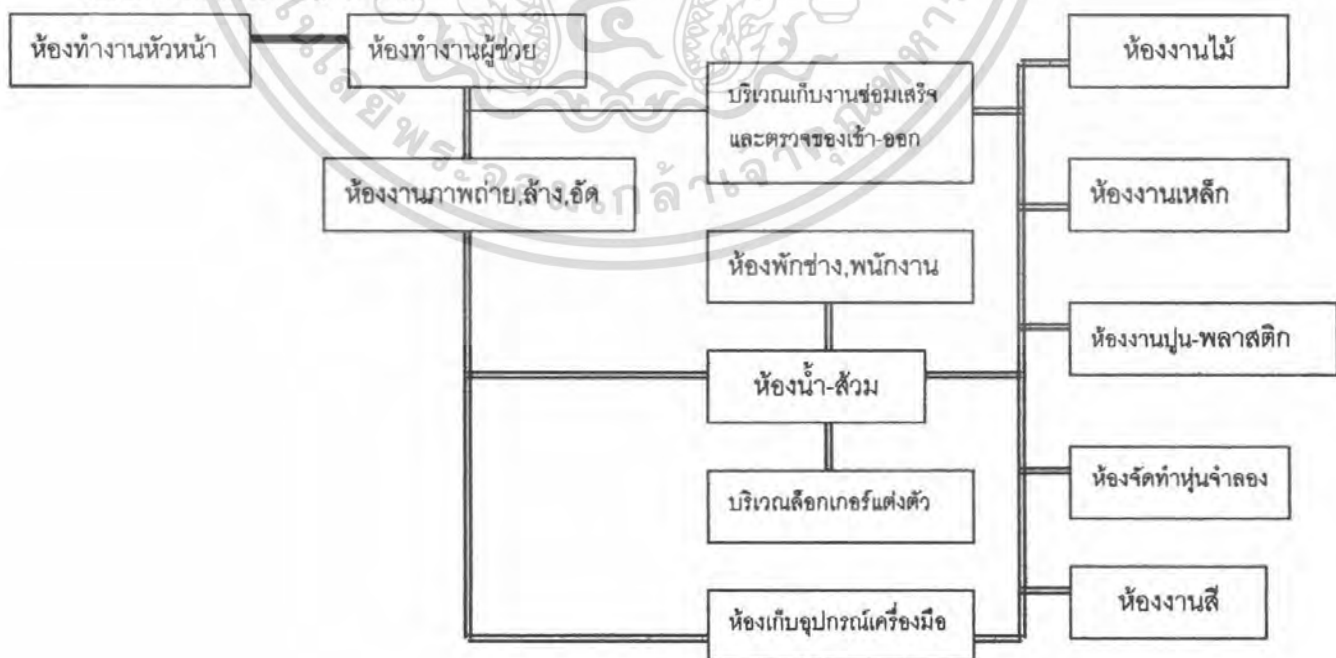 ห้องทำงานหัวหน้า
ห้องทำงานผู้ช่วย
ห้องงานไม้
บริเวณเก็บงานซ่อมเสร็จ
และตรวจของเข้า-ออก
ห้องงานภาพถ่าย,ล้าง,อัด
ห้องงานเหล็ก
ห้องพักช่าง,พนักงาน
ห้องงานปูน-พลาสติก
ห้องน้ำ-ส้วม
ห้องจัดทำหุ่นจำลอง
บริเวณล็อกเกอร์แต่งตัว
ห้องงานสี
ห้องเก็บอุปกรณ์เครื่องมือ